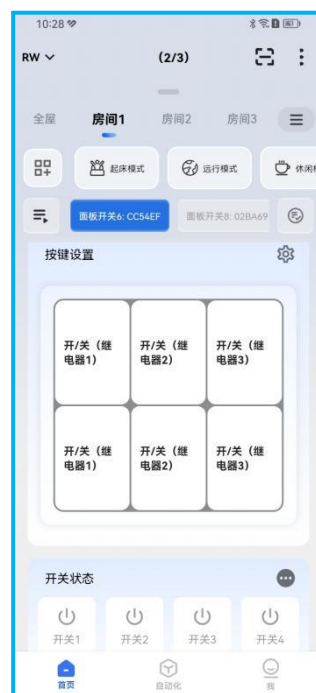 10:28
RW
(2/3)
全屋 房间1 房间2 房间3
起床模式 运行模式 休闲
面板开关6: CC54EF 面板开关8: 02BA69
按键设置
开/关（继电器1） 开/关（继电器2） 开/关（继电器3）
开/关（继电器1） 开/关（继电器2） 开/关（继电器3）
开关状态
开关1 开关2 开关3 开关4
首页 自动化 我